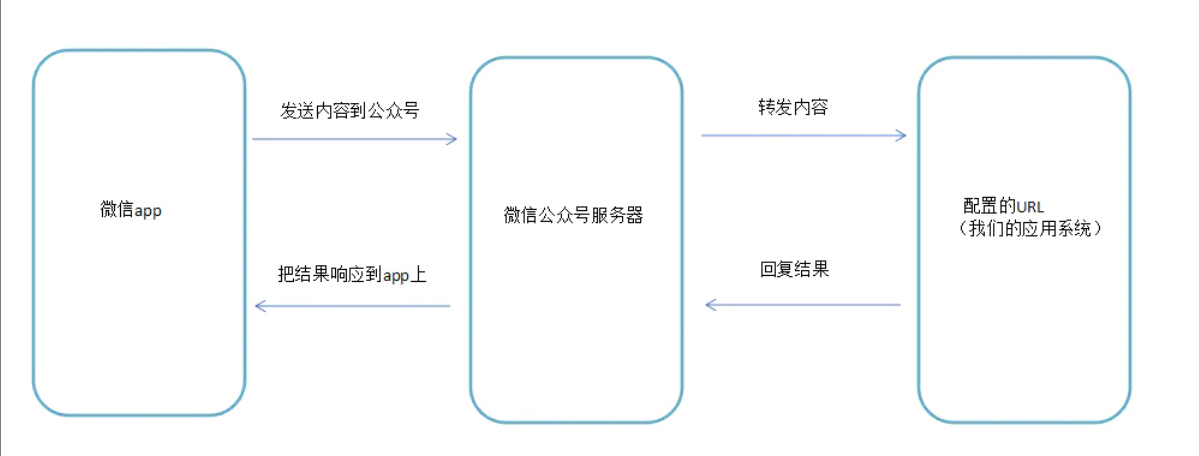 发送内容到公众号
转发内容
微信app
微信公众号服务器
配置的URL
（我们的应用系统）
把结果响应到app上
回复结果